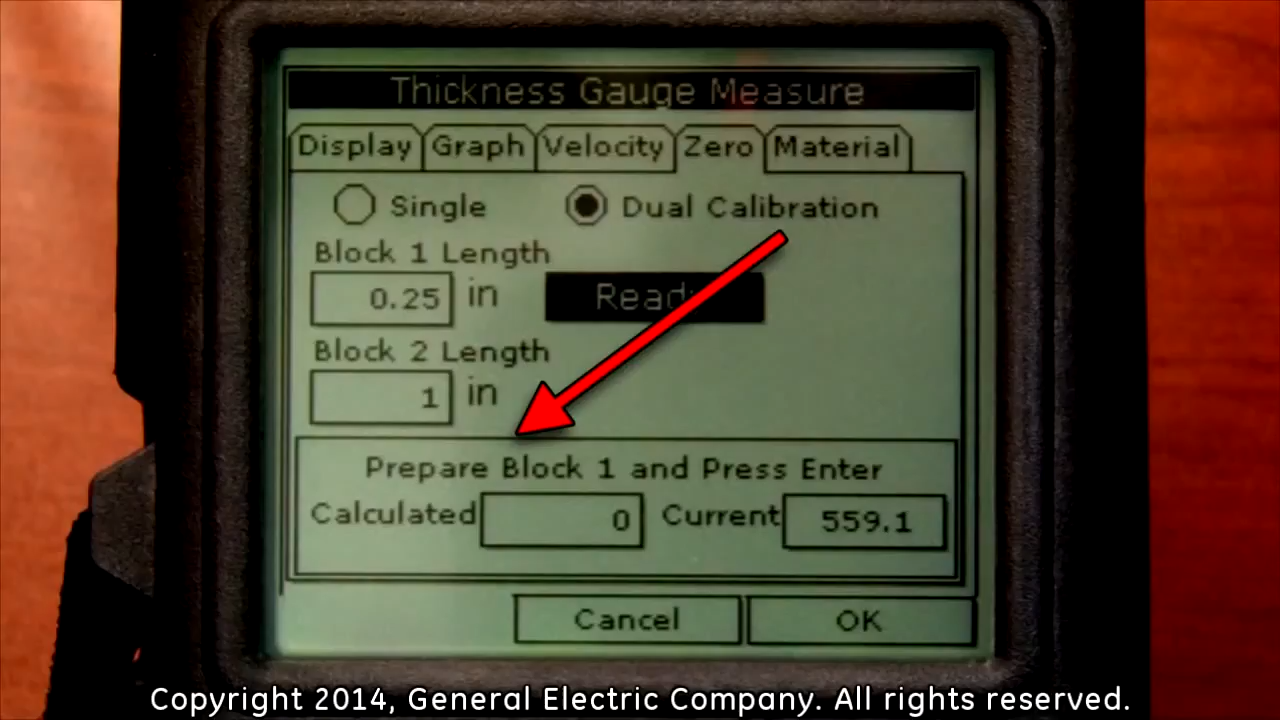 Thickness Gauge Measure
Display Graph Velocity Zero Material
Single Dual Calibration
Block 1 Length
0.25 in
Block 2 Length
1 in
Prepare Block 1 and Press Enter
Calculated 0 Current 559.1
Cancel OK
Copyright 2014, General Electric Company. All rights reserved.